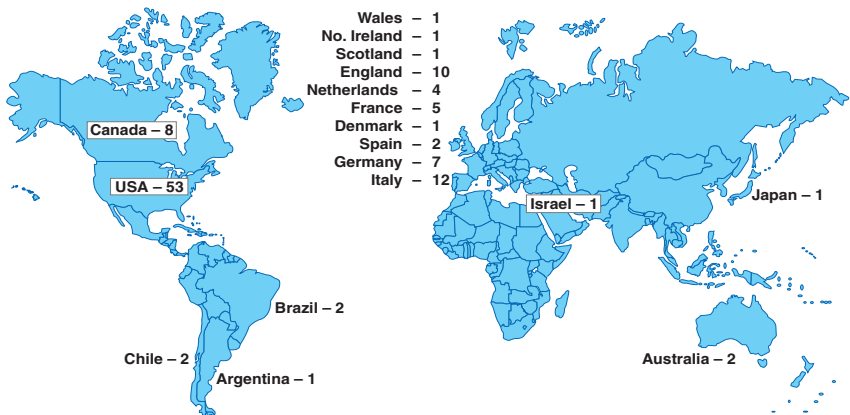 Wales – 1
No. Ireland – 1
Scotland – 1
England – 10
Netherlands – 4
France – 5
Denmark – 1
Spain – 2
Germany – 7
Italy – 12
Canada – 8
USA – 53
Israel – 1
Japan – 1
Brazil – 2
Chile – 2
Australia – 2
Argentina – 1